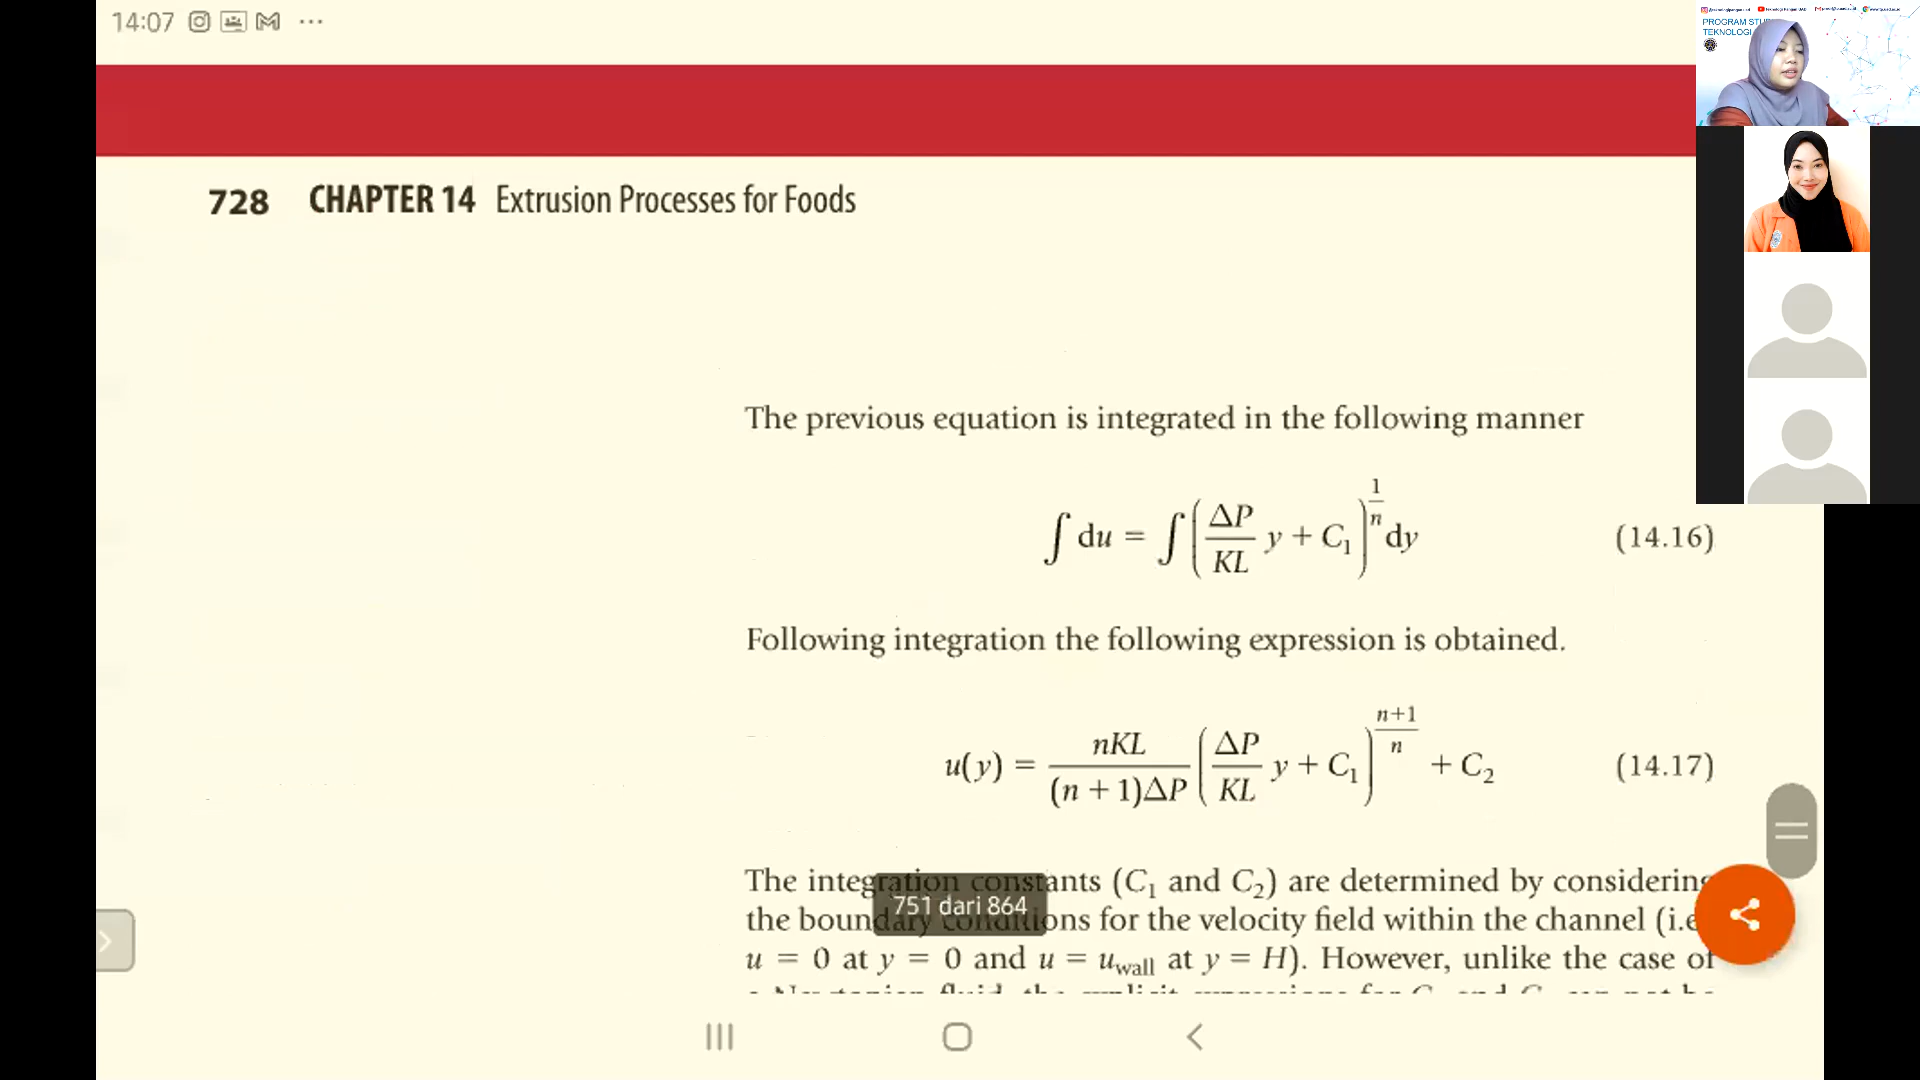 14:07
PROGRAM STU
TEKNOLOGI
728 CHAPTER 14 Extrusion Processes for Foods
The previous equation is integrated in the following manner
∫ du = ∫ (ΔP/KL y + C₁)^(1/n) dy (14.16)
Following integration the following expression is obtained.
u(y) = nKL/((n + 1)ΔP) (ΔP/KL y + C₁)^((n+1)/n) + C₂ (14.17)
The integration constants (C₁ and C₂) are determined by considering
751 dari 864
the boundary conditions for the velocity field within the channel (i.e
u = 0 at y = 0 and u = u_wall at y = H). However, unlike the case of